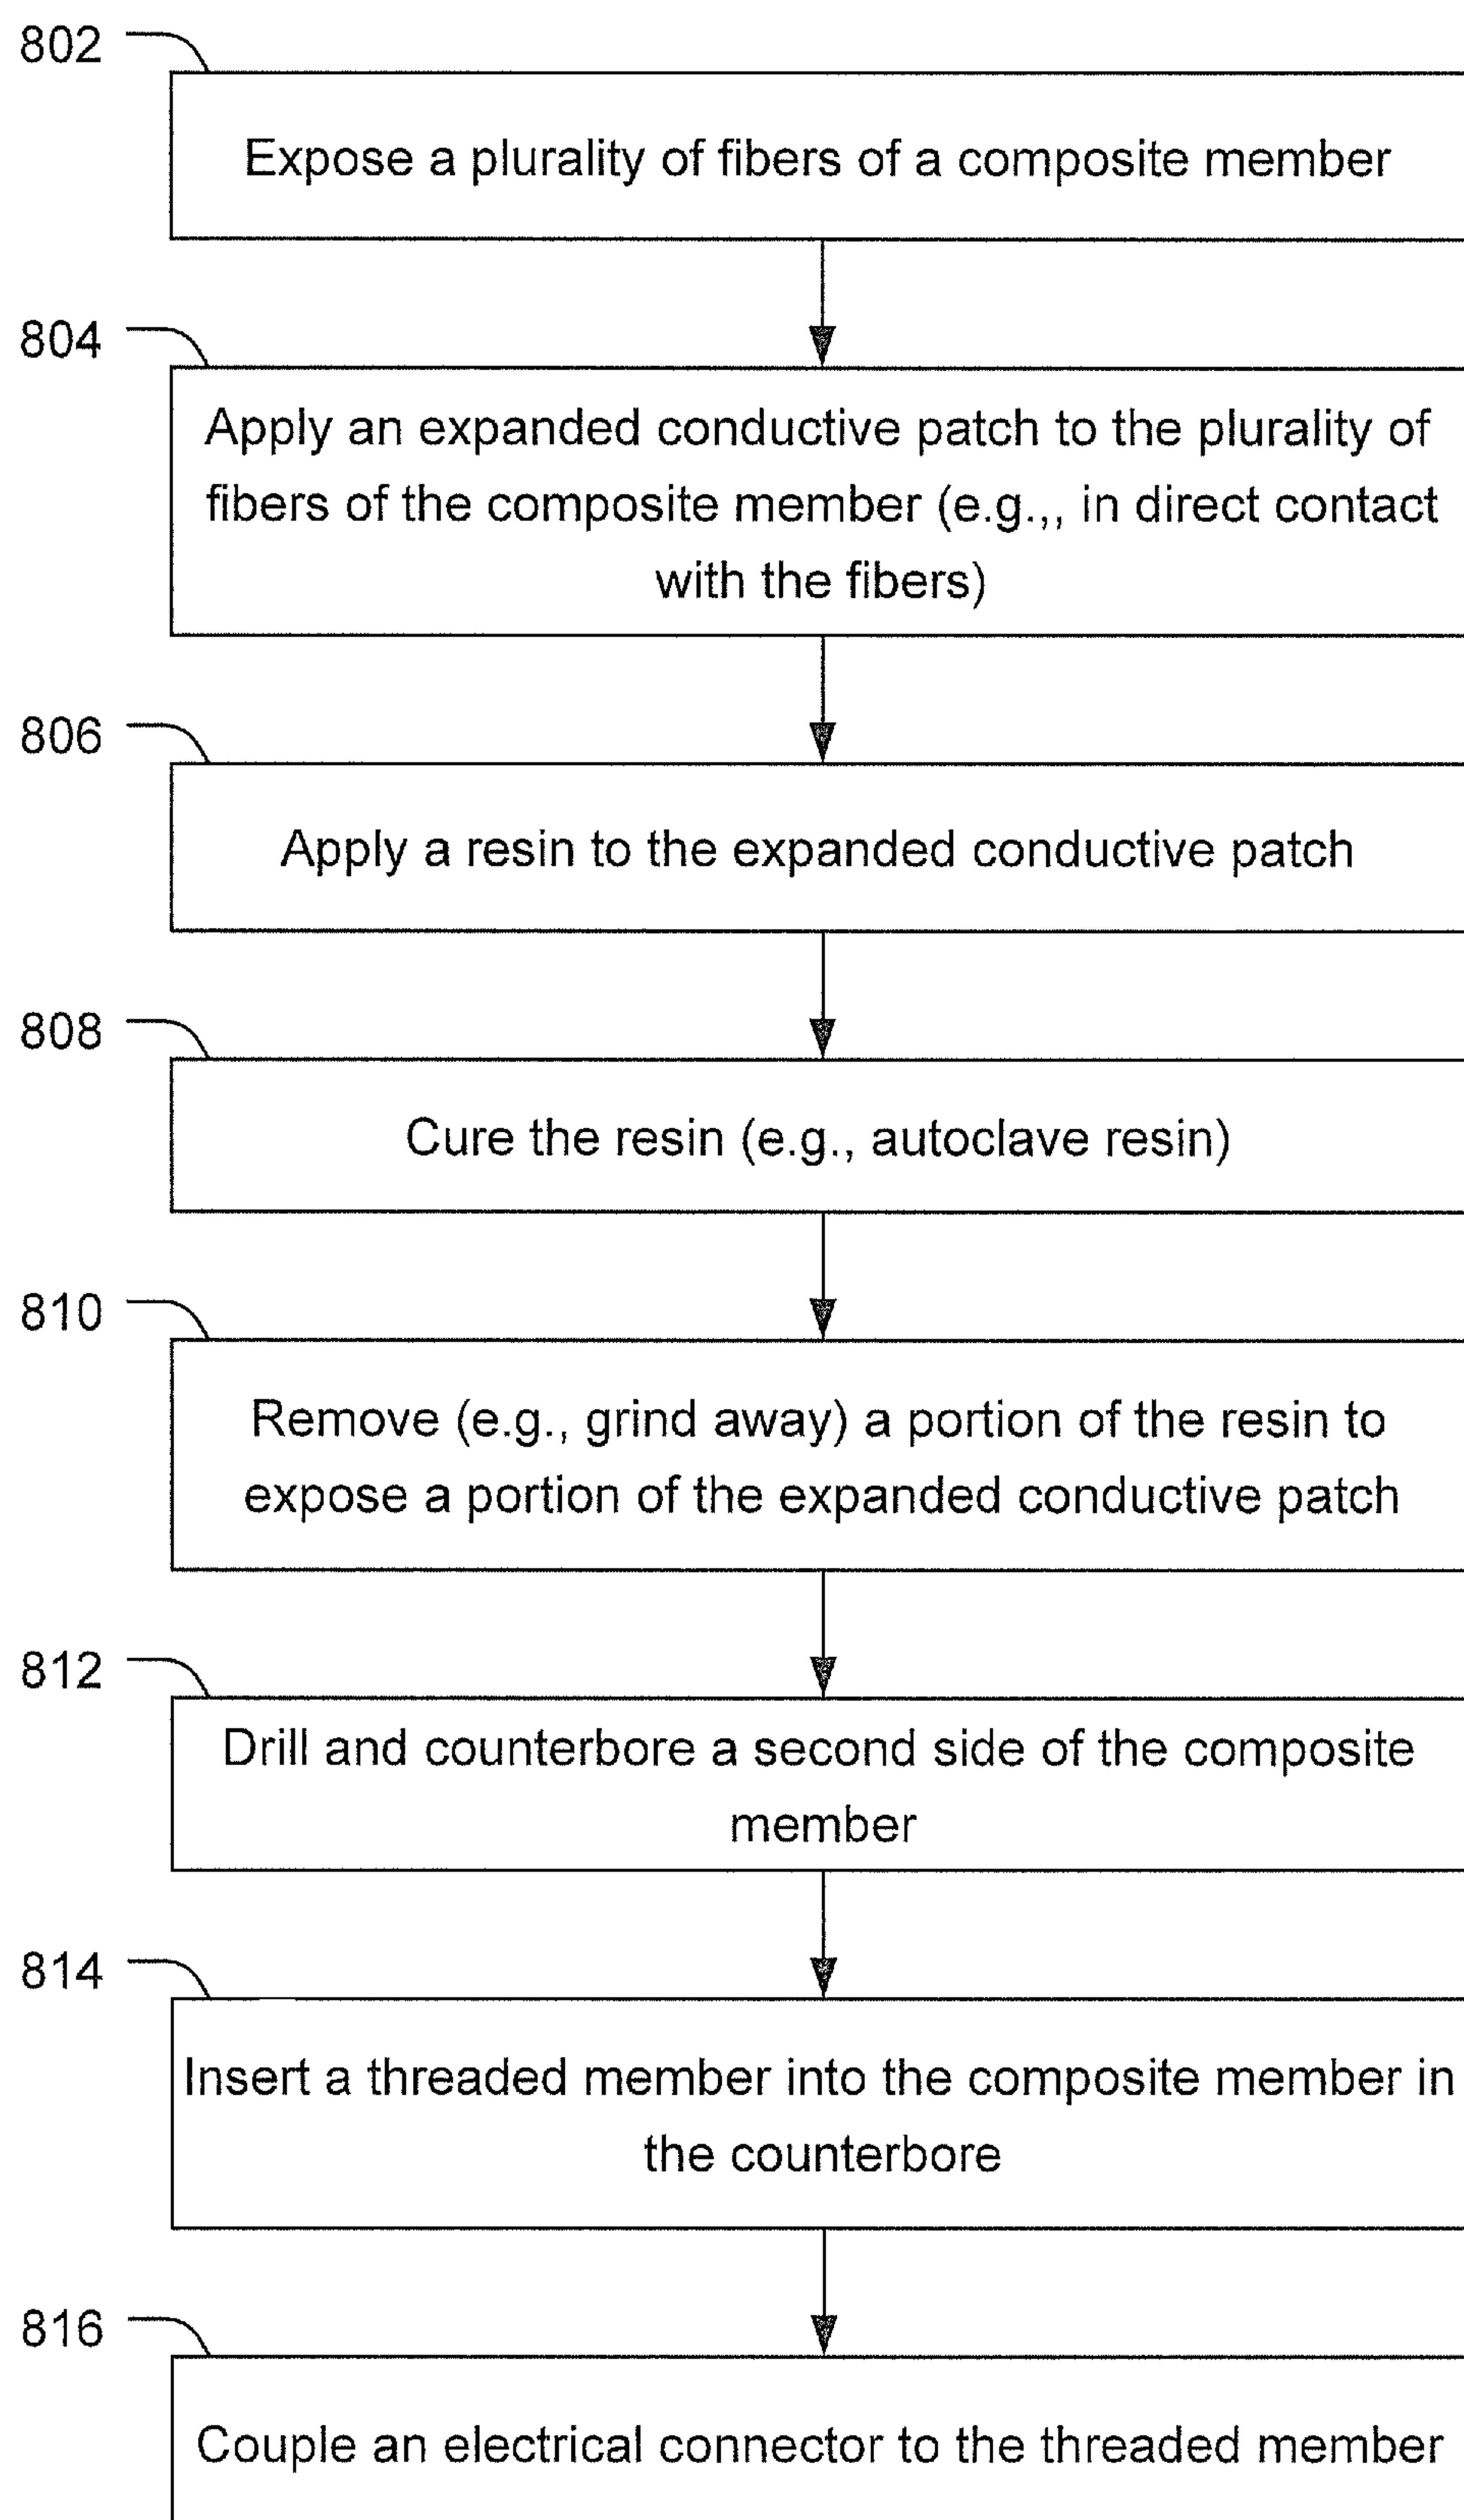 802
Expose a plurality of fibers of a composite member
804
Apply an expanded conductive patch to the plurality of
fibers of the composite member (e.g.,, in direct contact
with the fibers)
806
Apply a resin to the expanded conductive patch
808
Cure the resin (e.g., autoclave resin)
810
Remove (e.g., grind away) a portion of the resin to
expose a portion of the expanded conductive patch
812
Drill and counterbore a second side of the composite
member
814
Insert a threaded member into the composite member in
the counterbore
816
Couple an electrical connector to the threaded member